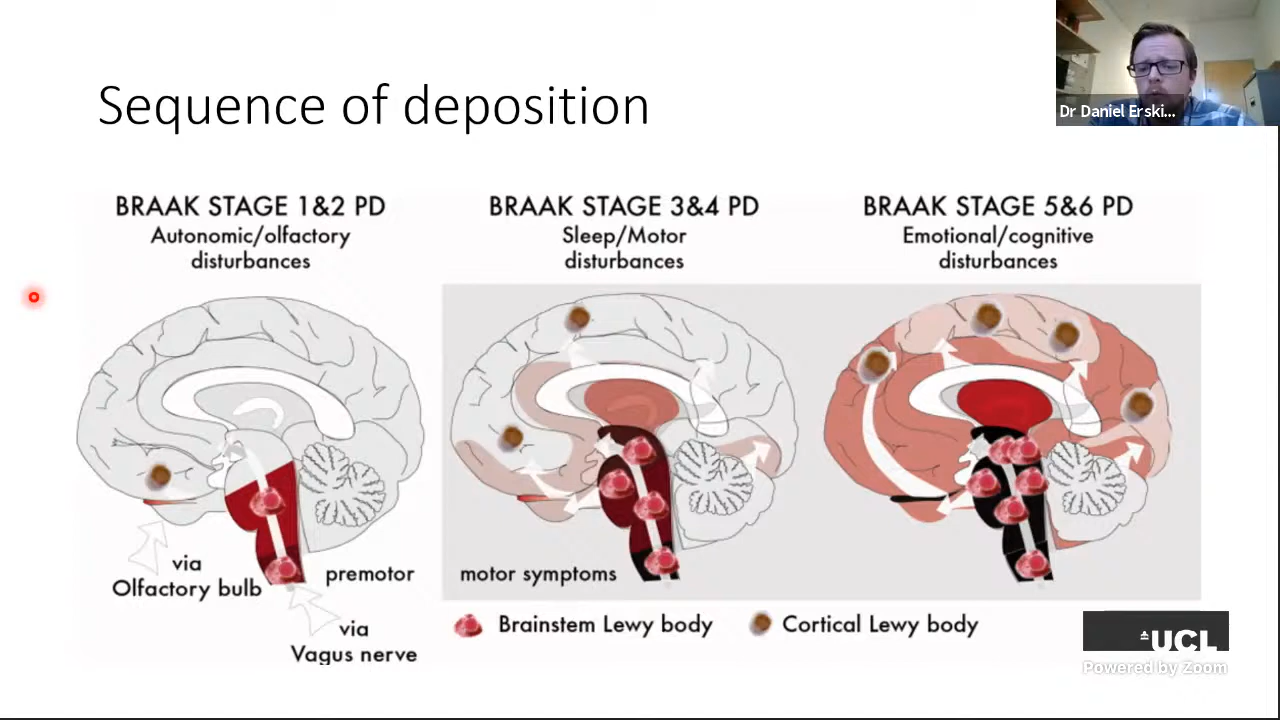 Dr Daniel Erski...
Sequence of deposition
BRAAK STAGE 1&2 PD
Autonomic/olfactory
disturbances
BRAAK STAGE 3&4 PD
Sleep/Motor
disturbances
BRAAK STAGE 5&6 PD
Emotional/cognitive
disturbances
via
Olfactory bulb
premotor
via
Vagus nerve
motor symptoms
Brainstem Lewy body
Cortical Lewy body
UCL
Powered by Zoom